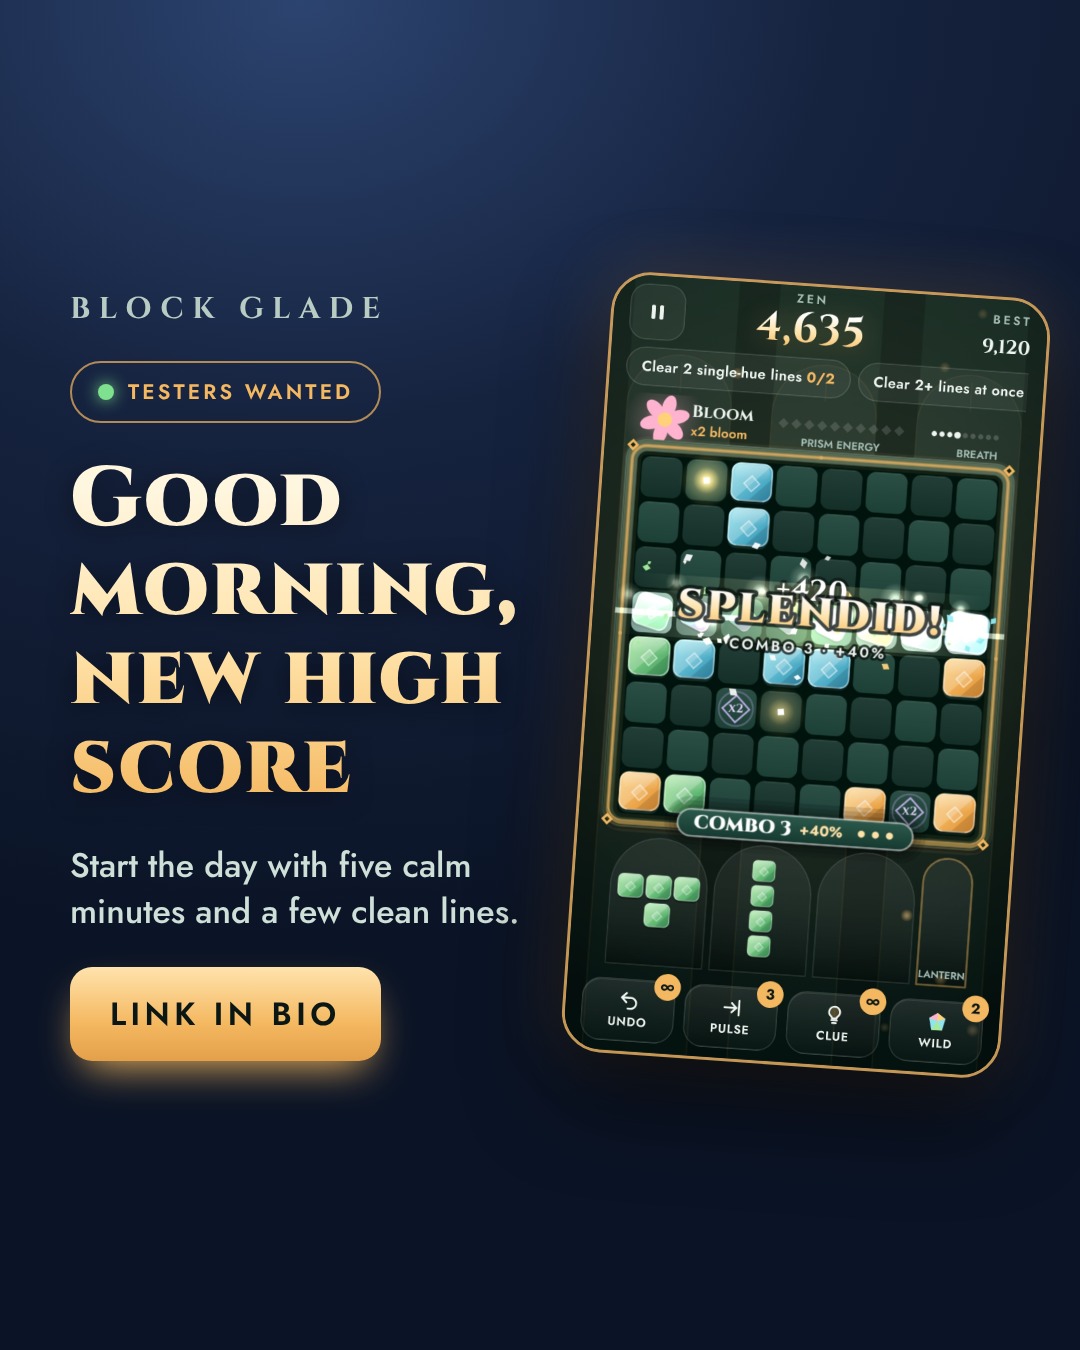 BLOCK GLADE
TESTERS WANTED
GOOD
MORNING,
NEW HIGH
SCORE
Start the day with five calm
minutes and a few clean lines.
LINK IN BIO
ZEN
4,635
BEST
9,120
Clear 2 single-hue lines 0/2
Clear 2+ lines at once
BLOOM
x2 bloom
PRISM ENERGY
BREATH
+420
SPLENDID!
COMBO 3 · +40%
x2
x2
COMBO 3 +40%
LANTERN
∞
3
∞
2
UNDO
PULSE
CLUE
WILD